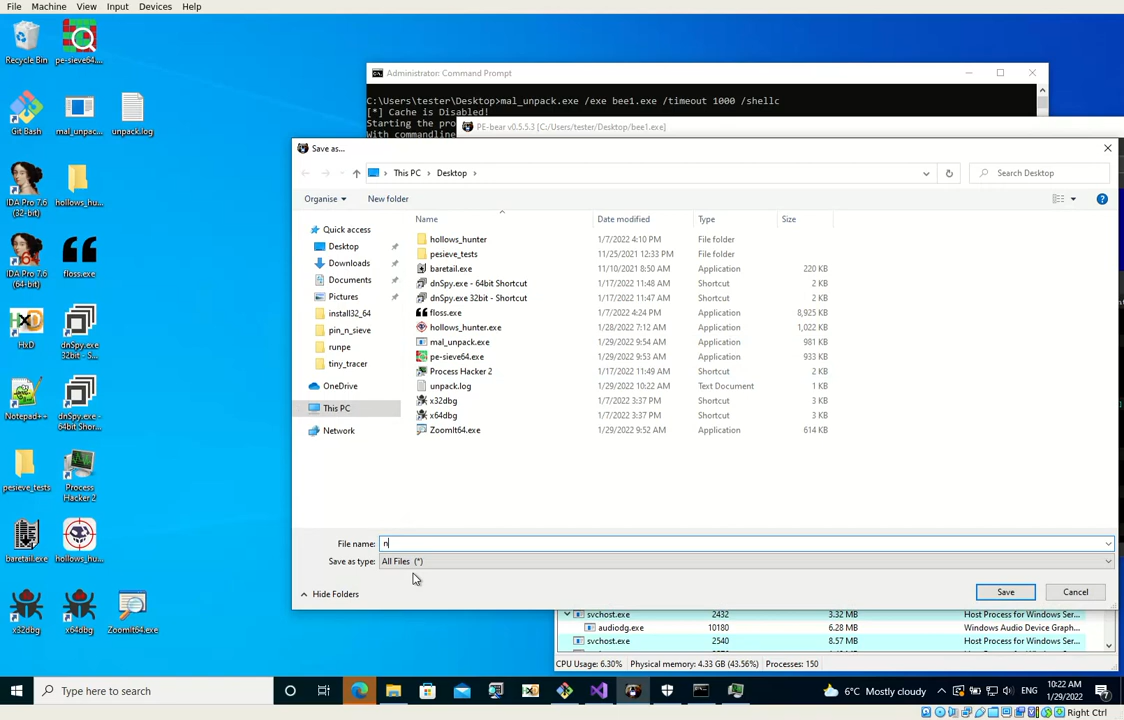 File Machine View Input Devices Help
Recycle Bin
pe-sieve64....
Git Bash
mal_unpac...
unpack.log
IDA Pro 7.6 (32-bit)
hollows_hu...
IDA Pro 7.6 (64-bit)
floss.exe
HxD
dnSpy.exe 32bit - S...
Notepad++
dnSpy.exe - 64bit Shor...
pesieve_tests
Process Hacker 2
baretail.exe
hollows_hu...
x32dbg
x64dbg
ZoomIt64.exe
Administrator: Command Prompt
C:\Users\tester\Desktop>mal_unpack.exe /exe bee1.exe /timeout 1000 /shellc
[*] Cache is Disabled!
Starting the pro
With commandline
PE-bear v0.5.5.3 [C:/Users/tester/Desktop/bee1.exe]
Save as...
This PC > Desktop >
Search Desktop
Organise New folder
Name Date modified Type Size
Quick access
Desktop
Downloads
Documents
Pictures
install32_64
pin_n_sieve
runpe
tiny_tracer
OneDrive
This PC
Network
hollows_hunter 1/7/2022 4:10 PM File folder
pesieve_tests 11/25/2021 12:33 PM File folder
baretail.exe 11/10/2021 8:50 AM Application 220 KB
dnSpy.exe - 64bit Shortcut 1/17/2022 11:48 AM Shortcut 2 KB
dnSpy.exe 32bit - Shortcut 1/17/2022 11:47 AM Shortcut 2 KB
floss.exe 1/7/2022 4:24 PM Application 8,925 KB
hollows_hunter.exe 1/28/2022 7:12 AM Application 1,022 KB
mal_unpack.exe 1/29/2022 9:54 AM Application 981 KB
pe-sieve64.exe 1/29/2022 9:53 AM Application 933 KB
Process Hacker 2 1/17/2022 11:49 AM Shortcut 2 KB
unpack.log 1/29/2022 10:22 AM Text Document 1 KB
x32dbg 1/7/2022 3:37 PM Shortcut 3 KB
x64dbg 1/7/2022 3:37 PM Shortcut 3 KB
ZoomIt64.exe 1/29/2022 9:52 AM Application 614 KB
File name: n
Save as type: All Files (*)
Hide Folders
Save Cancel
svchost.exe 2432 3.32 MB Host Process for Windows Ser...
audiodg.exe 10180 6.28 MB Windows Audio Device Graph...
svchost.exe 2540 8.57 MB Host Process for Windows Ser...
CPU Usage: 6.30% Physical memory: 4.33 GB (43.56%) Processes: 150
Type here to search
6°C Mostly cloudy
ENG
10:22 AM
1/29/2022
Right Ctrl